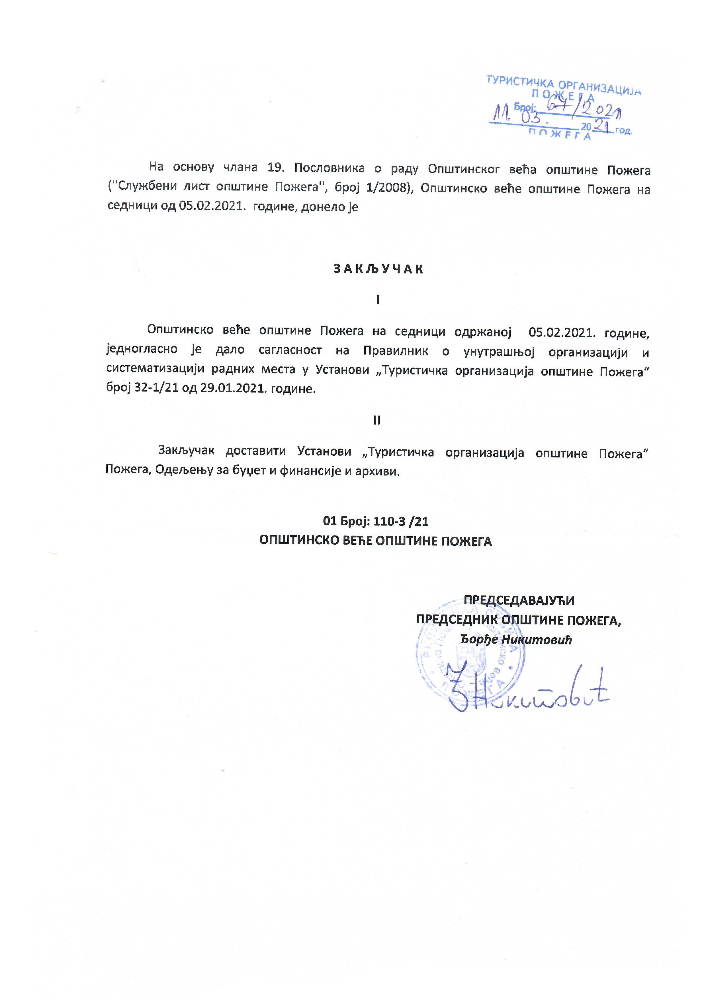 ТУРИСТИЧКА ОРГАНИЗАЦИЈА
ПОЖЕГА
Број: 67/2021
11. 03. 2021 год.
ПОЖЕГА
На основу члана 19. Пословника о раду Општинског већа општине Пожега
("Службени лист општине Пожега", број 1/2008), Општинско веће општине Пожега на
седници од 05.02.2021. године, донело је
З А К Љ У Ч А К
I
Општинско веће општине Пожега на седници одржаној 05.02.2021. године,
једногласно је дало сагласност на Правилник о унутрашњој организацији и
систематизацији радних места у Установи „Туристичка организација општине Пожега“
број 32-1/21 од 29.01.2021. године.
II
Закључак доставити Установи „Туристичка организација општине Пожега“
Пожега, Одељењу за буџет и финансије и архиви.
01 Број: 110-3 /21
ОПШТИНСКО ВЕЋЕ ОПШТИНЕ ПОЖЕГА
ПРЕДСЕДАВАЈУЋИ
ПРЕДСЕДНИК ОПШТИНЕ ПОЖЕГА,
Ђорђе Никитовић
РЕПУБЛИКА СРБИЈА
ПОЖЕГА
Ђ Никитовић